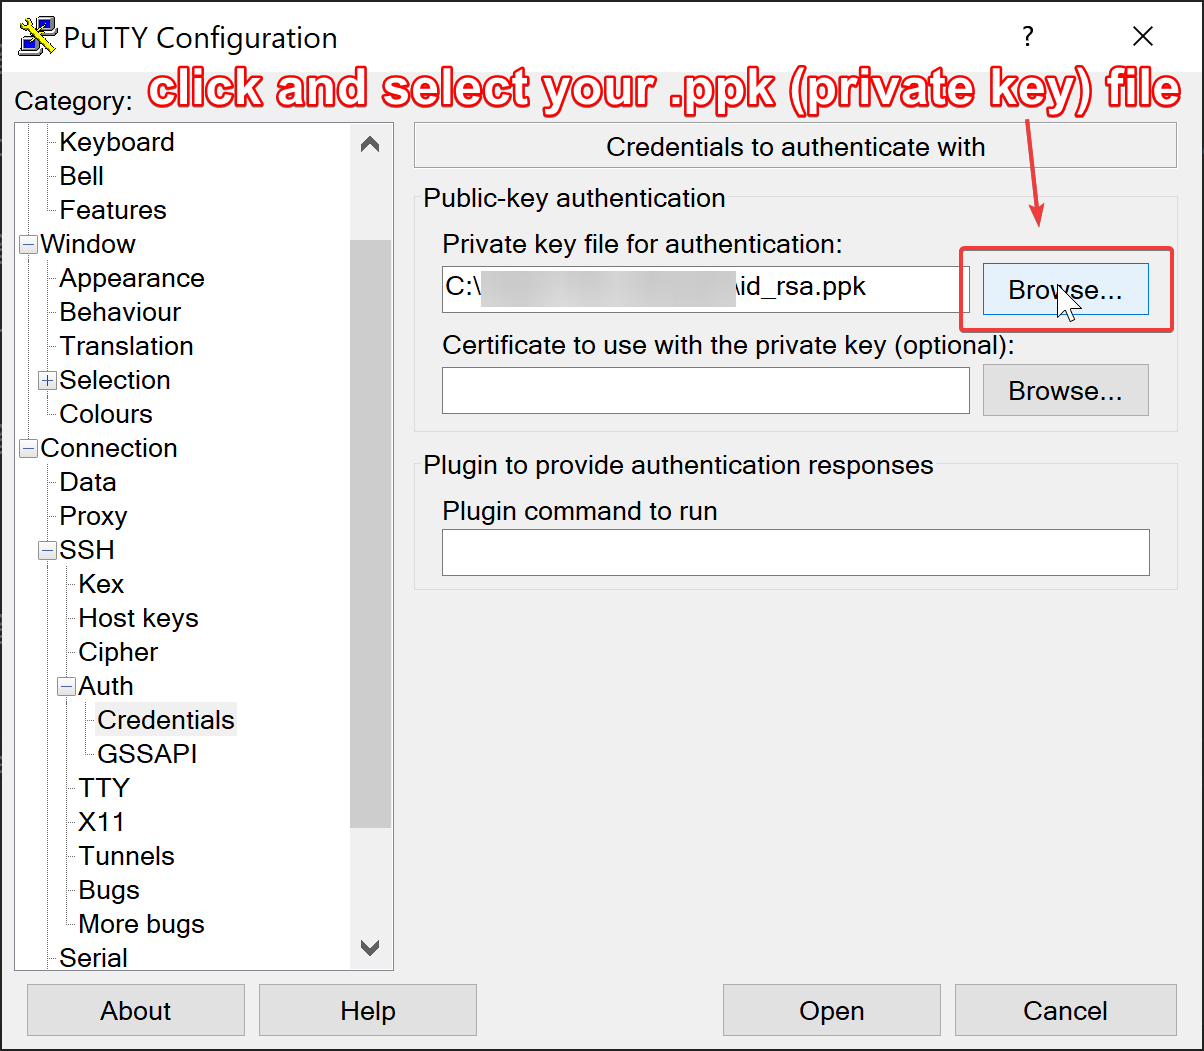 PuTTY Configuration
?
click and select your .ppk (private key) file
Category:
Keyboard
Bell
Features
Window
Appearance
Behaviour
Translation
Selection
Colours
Connection
Data
Proxy
SSH
Kex
Host keys
Cipher
Auth
Credentials
GSSAPI
TTY
X11
Tunnels
Bugs
More bugs
Serial
Credentials to authenticate with
Public-key authentication
Private key file for authentication:
C:\ \id_rsa.ppk
Browse...
Certificate to use with the private key (optional):
Browse...
Plugin to provide authentication responses
Plugin command to run
About
Help
Open
Cancel